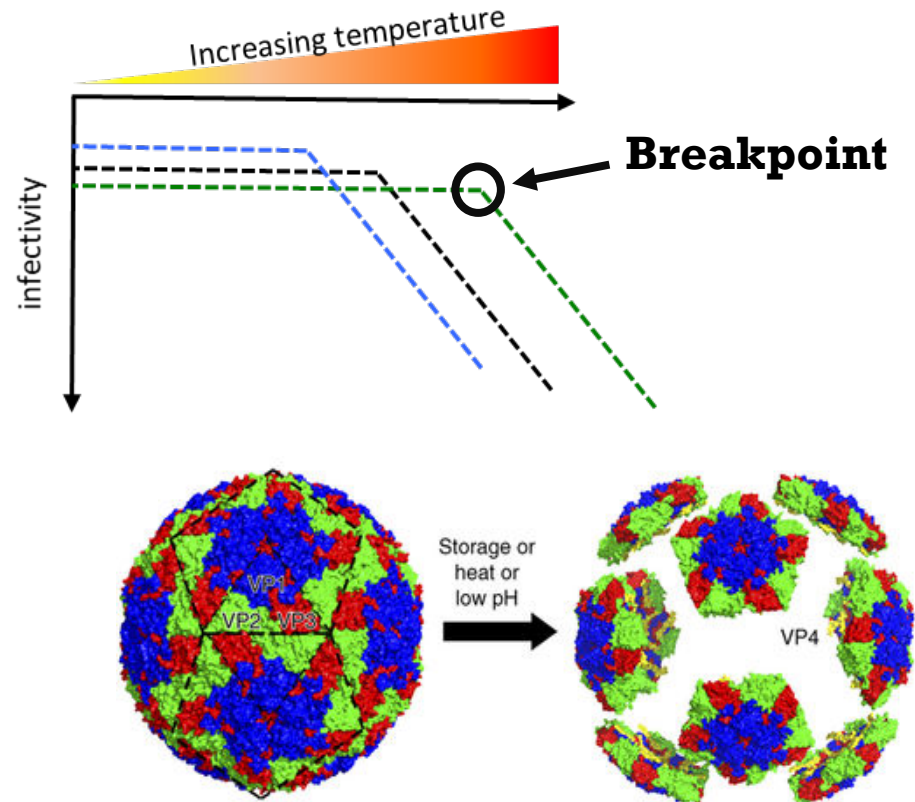 Increasing temperature
Breakpoint
infectivity
VP1
VP2 VP3
Storage or
heat or
low pH
VP4